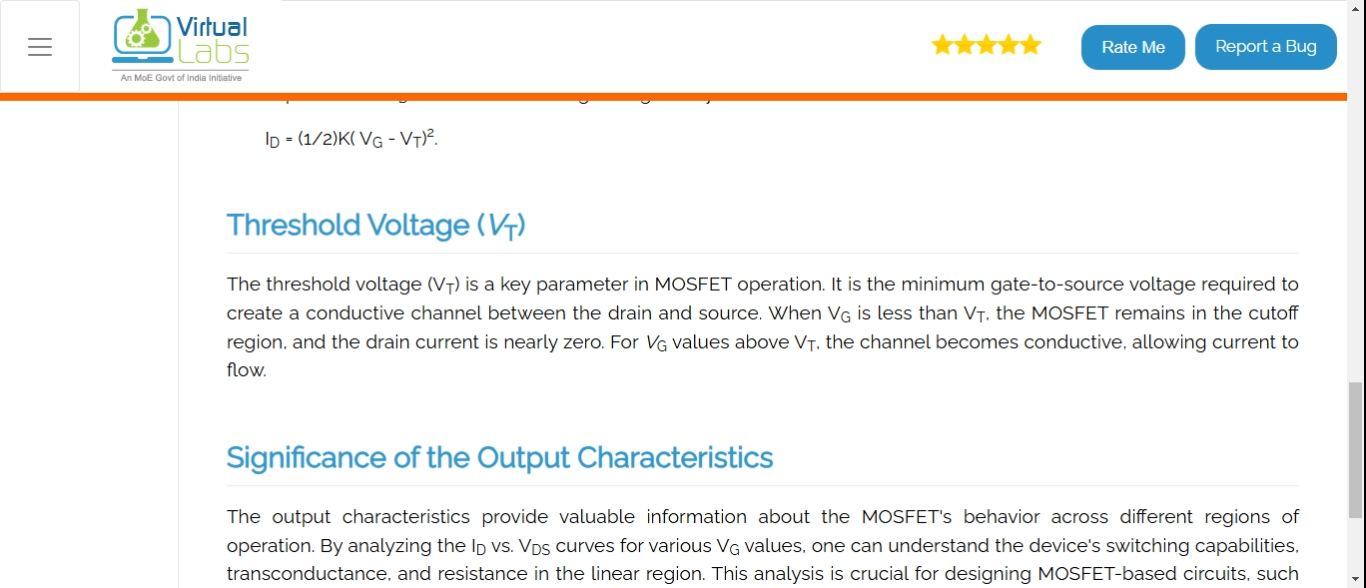 Virtual
Labs
An MoE Govt of India Initiative
Rate Me
Report a Bug
I_D = (1/2)K( V_G - V_T)².
Threshold Voltage (V_T)
The threshold voltage (V_T) is a key parameter in MOSFET operation. It is the minimum gate-to-source voltage required to
create a conductive channel between the drain and source. When V_G is less than V_T, the MOSFET remains in the cutoff
region, and the drain current is nearly zero. For V_G values above V_T, the channel becomes conductive, allowing current to
flow.
Significance of the Output Characteristics
The output characteristics provide valuable information about the MOSFET's behavior across different regions of
operation. By analyzing the I_D vs. V_DS curves for various V_G values, one can understand the device's switching capabilities,
transconductance, and resistance in the linear region. This analysis is crucial for designing MOSFET-based circuits, such